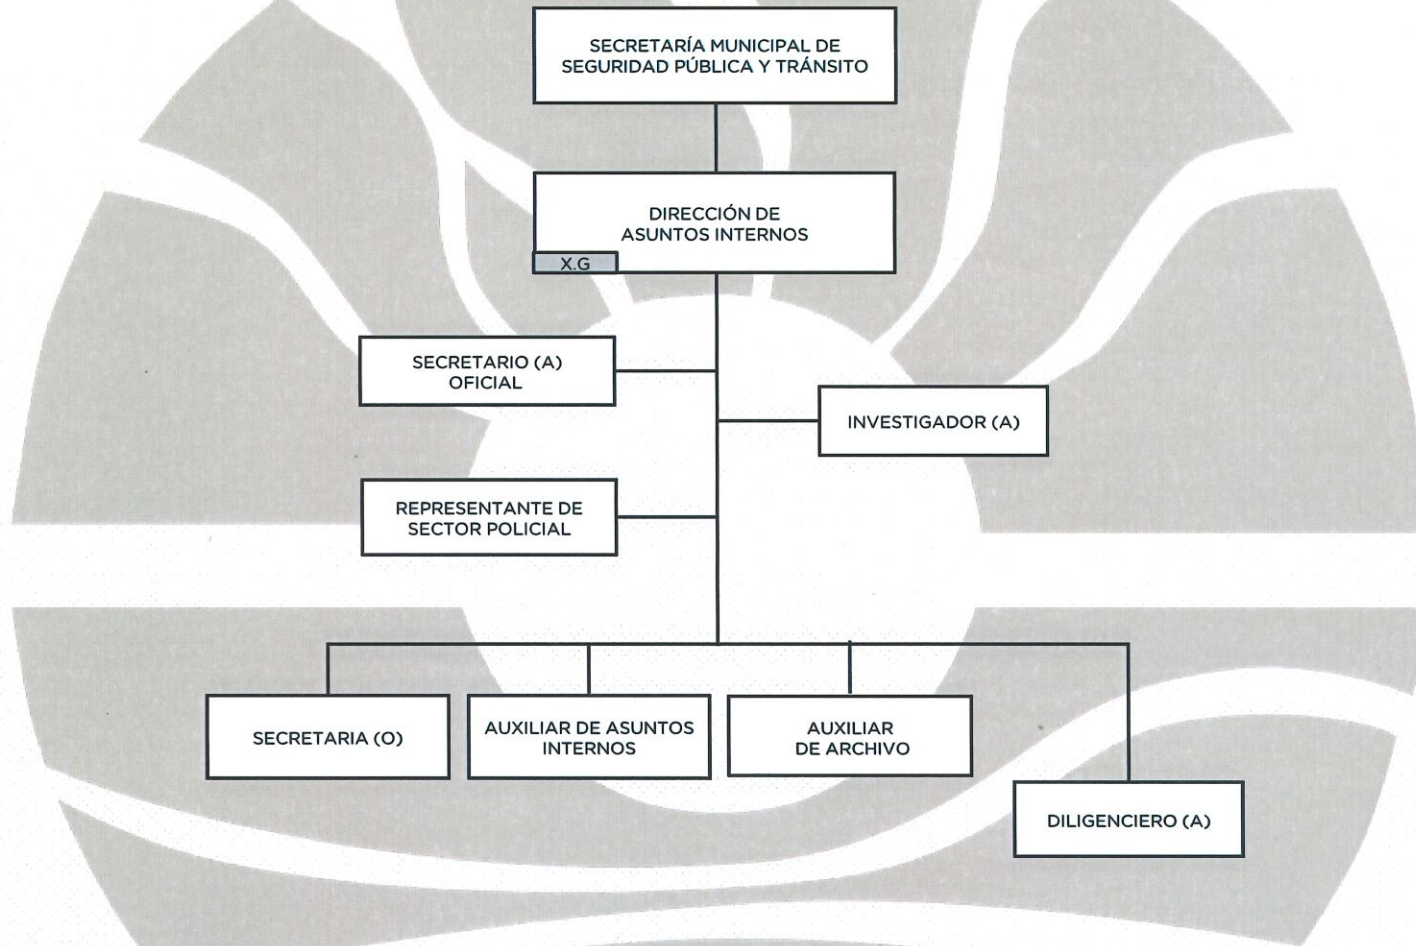 SECRETARÍA MUNICIPAL DE
SEGURIDAD PÚBLICA Y TRÁNSITO
DIRECCIÓN DE
ASUNTOS INTERNOS
X.G
SECRETARIO (A)
OFICIAL
INVESTIGADOR (A)
REPRESENTANTE DE
SECTOR POLICIAL
SECRETARIA (O)
AUXILIAR DE ASUNTOS
INTERNOS
AUXILIAR
DE ARCHIVO
DILIGENCIERO (A)